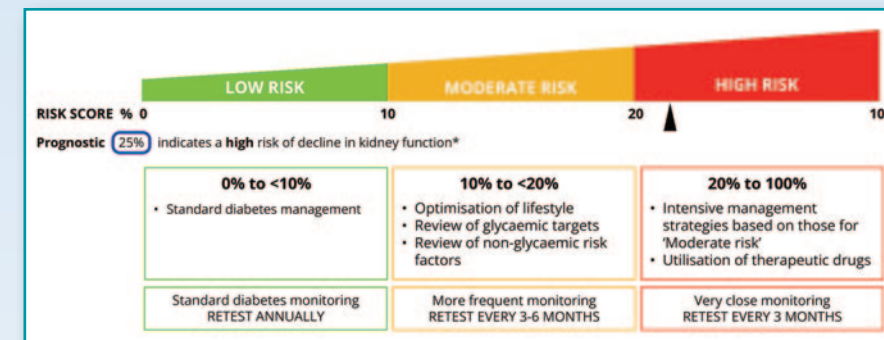 LOW RISK
MODERATE RISK
HIGH RISK
RISK SCORE % 0 10 20 10
Prognostic 25% indicates a high risk of decline in kidney function*
0% to <10%
• Standard diabetes management
10% to <20%
• Optimisation of lifestyle
• Review of glycaemic targets
• Review of non-glycaemic risk
factors
20% to 100%
• Intensive management
strategies based on those for
'Moderate risk'
• Utilisation of therapeutic drugs
Standard diabetes monitoring
RETEST ANNUALLY
More frequent monitoring
RETEST EVERY 3-6 MONTHS
Very close monitoring
RETEST EVERY 3 MONTHS